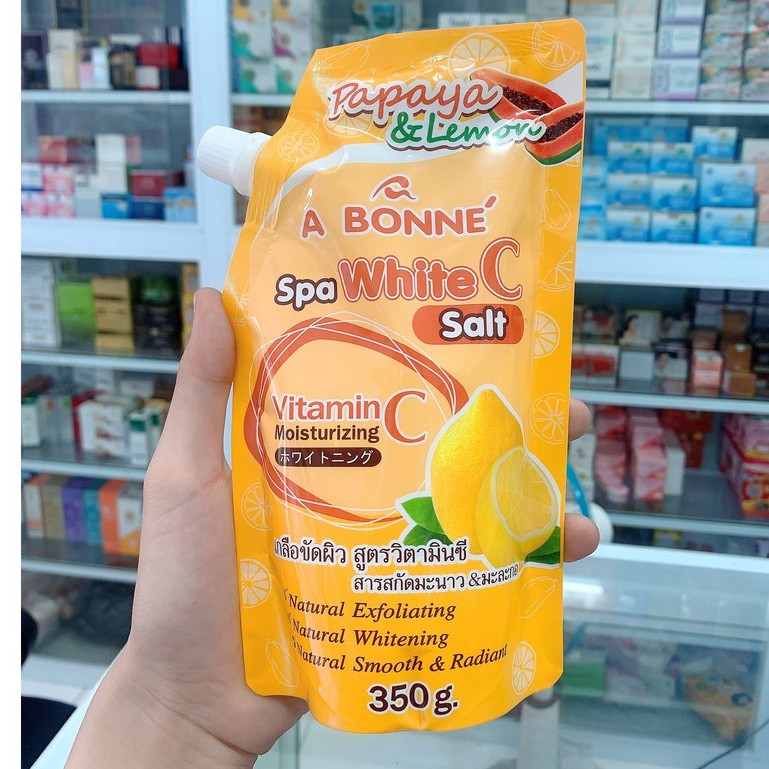 Papaya
& Lemon
A BONNÉ
Spa White C
Salt
Vitamin C
Moisturizing
ホワイトニング
เกลือขัดผิว สูตรวิตามินซี
สารสกัดมะนาว &มะละกอ
Natural Exfoliating
Natural Whitening
Natural Smooth & Radiant
350 g.